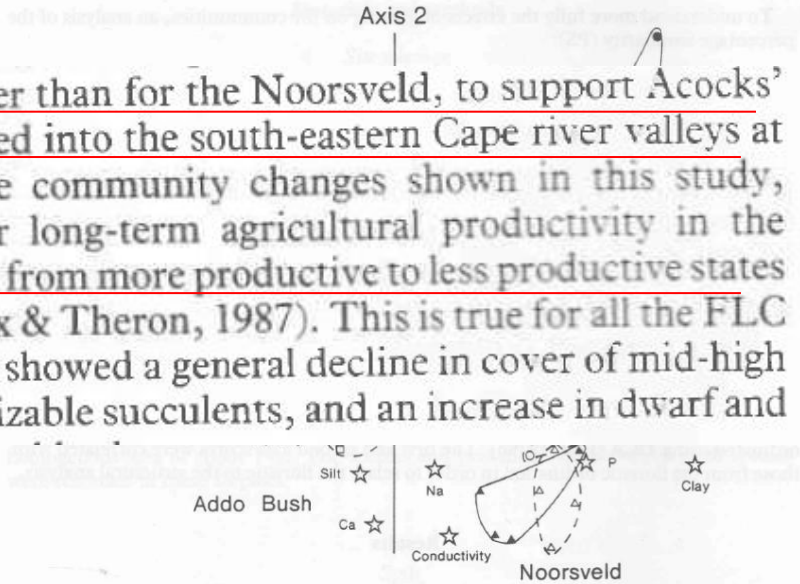 Axis 2
er than for the Noorsveld, to support Acocks'
ed into the south-eastern Cape river valleys at
e community changes shown in this study,
r long-term agricultural productivity in the
from more productive to less productive states
x & Theron, 1987). This is true for all the FLC
showed a general decline in cover of mid-high
izable succulents, and an increase in dwarf and
Silt
Na
Clay
Addo Bush
Ca
Conductivity
Noorsveld